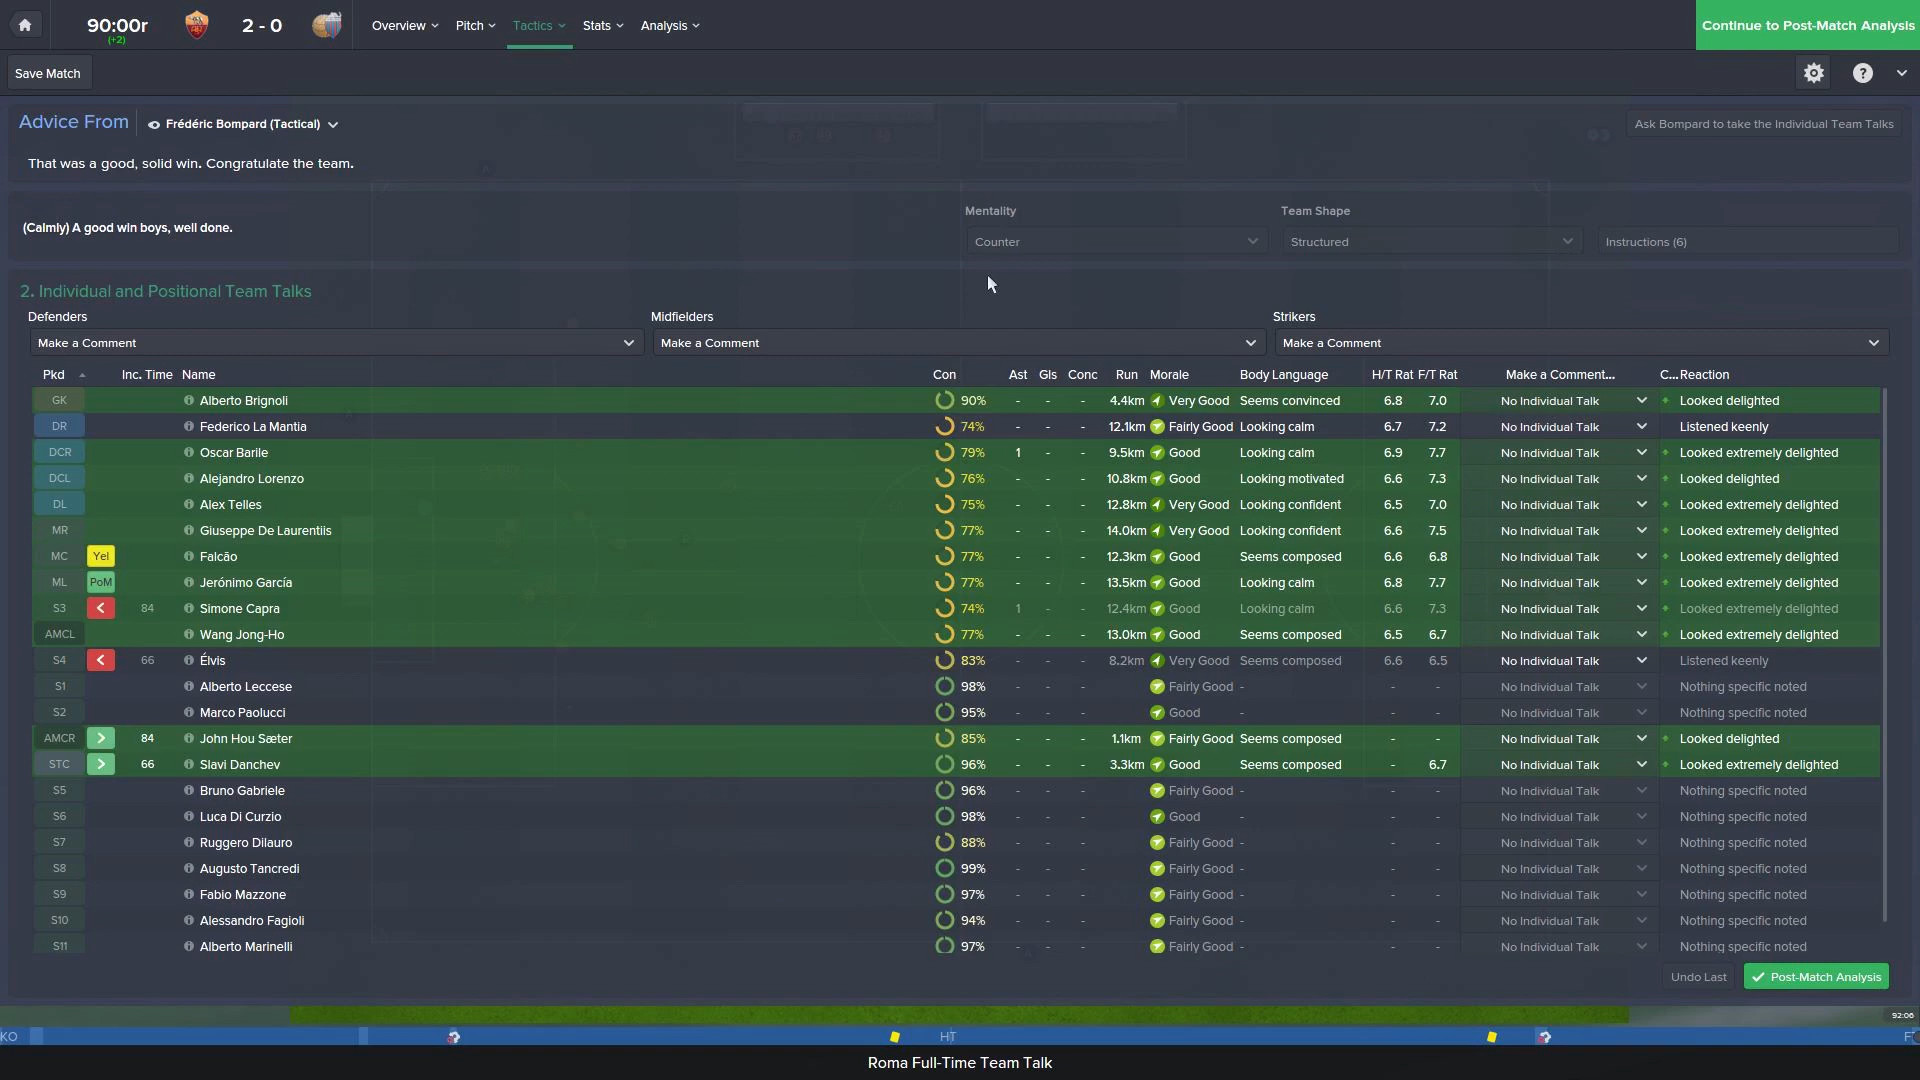 90:00r
(+2)
2 - 0
Overview
Pitch
Tactics
Stats
Analysis
Continue to Post-Match Analysis
Save Match
Advice From
Frédéric Bompard (Tactical)
Ask Bompard to take the Individual Team Talks
That was a good, solid win. Congratulate the team.
(Calmly) A good win boys, well done.
Mentality
Team Shape
Counter
Structured
Instructions (6)
2. Individual and Positional Team Talks
Defenders
Midfielders
Strikers
Make a Comment
Make a Comment
Make a Comment
Pkd Inc. Time Name Con Ast Gls Conc Run Morale Body Language H/T Rat F/T Rat Make a Comment... C... Reaction
GK Alberto Brignoli 90% - - - 4.4km Very Good Seems convinced 6.8 7.0 No Individual Talk Looked delighted
DR Federico La Mantia 74% - - - 12.1km Fairly Good Looking calm 6.7 7.2 No Individual Talk Listened keenly
DCR Oscar Barile 79% 1 - - 9.5km Good Looking calm 6.9 7.7 No Individual Talk Looked extremely delighted
DCL Alejandro Lorenzo 76% - - - 10.8km Good Looking motivated 6.6 7.3 No Individual Talk Looked delighted
DL Alex Telles 75% - - - 12.8km Very Good Looking confident 6.5 7.0 No Individual Talk Looked extremely delighted
MR Giuseppe De Laurentiis 77% - - - 14.0km Very Good Looking confident 6.6 7.5 No Individual Talk Looked extremely delighted
MC Yel Falcão 77% - - - 12.3km Good Seems composed 6.6 6.8 No Individual Talk Looked extremely delighted
ML PoM Jerónimo García 77% - - - 13.5km Good Looking calm 6.8 7.7 No Individual Talk Looked extremely delighted
S3 84 Simone Capra 74% 1 - - 12.4km Good Looking calm 6.6 7.3 No Individual Talk Looked extremely delighted
AMCL Wang Jong-Ho 77% - - - 13.0km Good Seems composed 6.5 6.7 No Individual Talk Looked extremely delighted
S4 66 Élvis 83% - - - 8.2km Very Good Seems composed 6.6 6.5 No Individual Talk Listened keenly
S1 Alberto Leccese 98% - - - Fairly Good - - - No Individual Talk Nothing specific noted
S2 Marco Paolucci 95% - - - Good - - - No Individual Talk Nothing specific noted
AMCR 84 John Hou Sæter 85% - - - 1.1km Fairly Good Seems composed - - No Individual Talk Looked delighted
STC 66 Slavi Danchev 96% - - - 3.3km Good Seems composed - 6.7 No Individual Talk Looked extremely delighted
S5 Bruno Gabriele 96% - - - Fairly Good - - - No Individual Talk Nothing specific noted
S6 Luca Di Curzio 98% - - - Good - - - No Individual Talk Nothing specific noted
S7 Ruggero Dilauro 88% - - - Fairly Good - - - No Individual Talk Nothing specific noted
S8 Augusto Tancredi 99% - - - Fairly Good - - - No Individual Talk Nothing specific noted
S9 Fabio Mazzone 97% - - - Fairly Good - - - No Individual Talk Nothing specific noted
S10 Alessandro Fagioli 94% - - - Fairly Good - - - No Individual Talk Nothing specific noted
S11 Alberto Marinelli 97% - - - Fairly Good - - - No Individual Talk Nothing specific noted
Undo Last
Post-Match Analysis
92:06
KO
HT
Roma Full-Time Team Talk